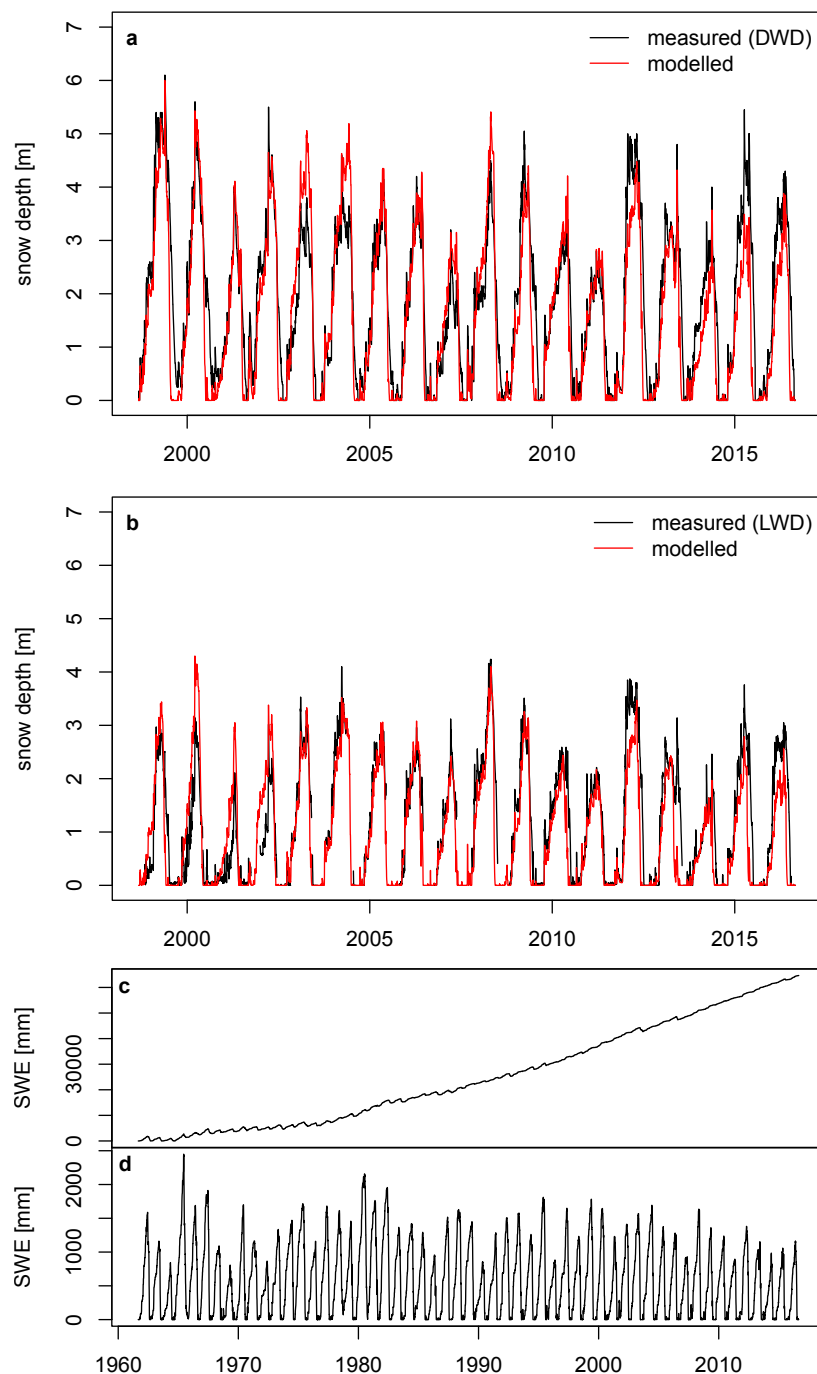 a
measured (DWD)
modelled
snow depth [m]
7
6
5
4
3
2
1
0
2000 2005 2010 2015
b
measured (LWD)
modelled
snow depth [m]
7
6
5
4
3
2
1
0
2000 2005 2010 2015
c
SWE [mm]
30000
0
d
SWE [mm]
2000
1000
0
1960 1970 1980 1990 2000 2010